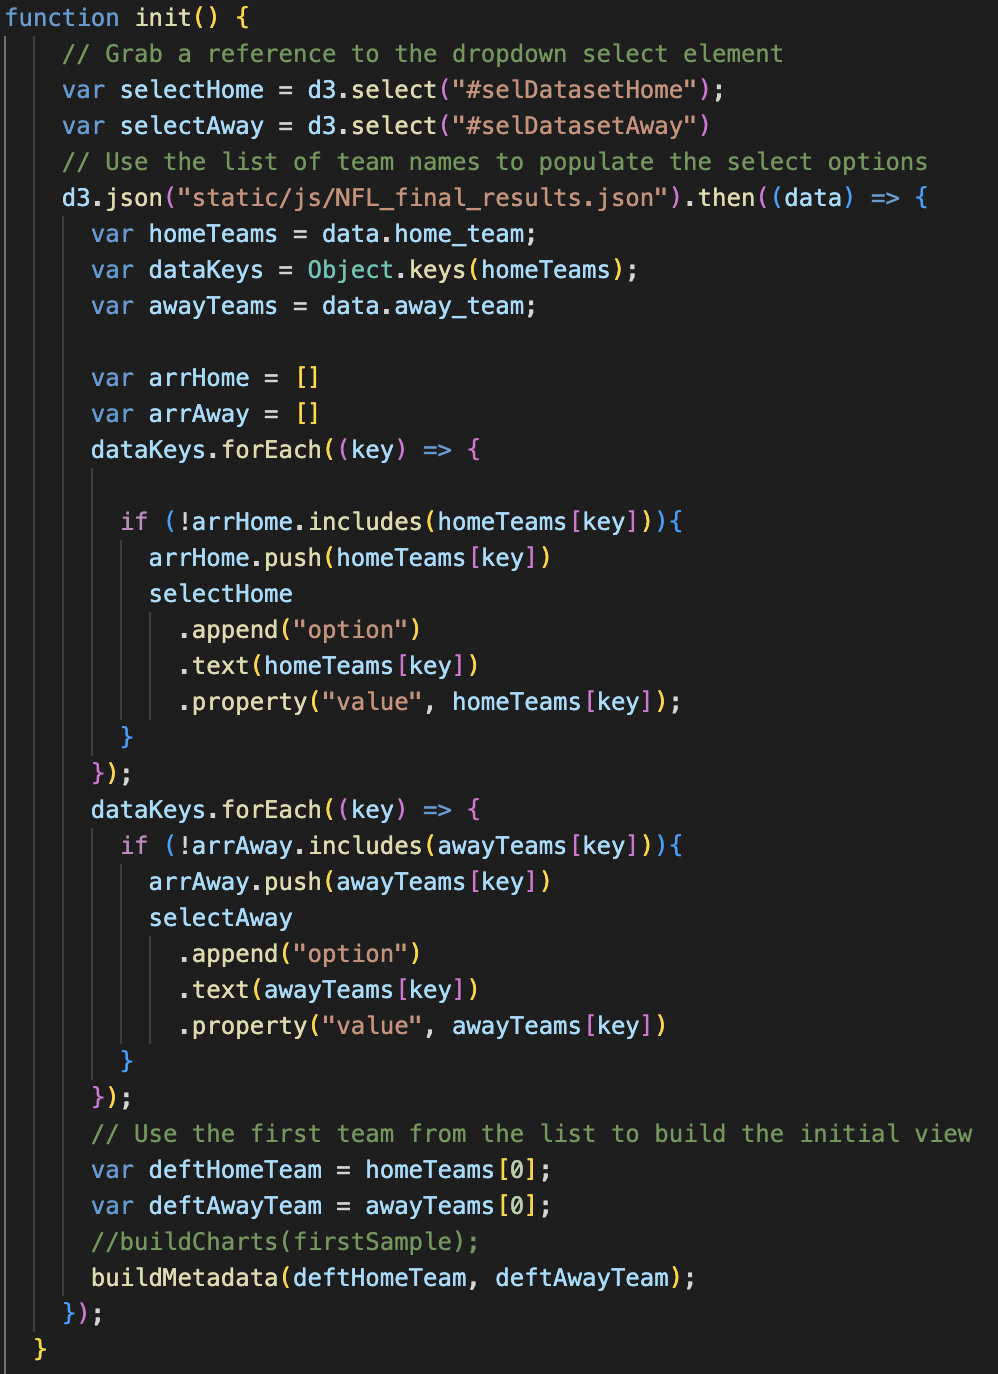 function init() {
// Grab a reference to the dropdown select element
var selectHome = d3.select("#selDatasetHome");
var selectAway = d3.select("#selDatasetAway")
// Use the list of team names to populate the select options
d3.json("static/js/NFL_final_results.json").then((data) => {
var homeTeams = data.home_team;
var dataKeys = Object.keys(homeTeams);
var awayTeams = data.away_team;
var arrHome = []
var arrAway = []
dataKeys.forEach((key) => {
if (!arrHome.includes(homeTeams[key])){
arrHome.push(homeTeams[key])
selectHome
.append("option")
.text(homeTeams[key])
.property("value", homeTeams[key]);
}
});
dataKeys.forEach((key) => {
if (!arrAway.includes(awayTeams[key])){
arrAway.push(awayTeams[key])
selectAway
.append("option")
.text(awayTeams[key])
.property("value", awayTeams[key])
}
});
// Use the first team from the list to build the initial view
var deftHomeTeam = homeTeams[0];
var deftAwayTeam = awayTeams[0];
//buildCharts(firstSample);
buildMetadata(deftHomeTeam, deftAwayTeam);
});
}